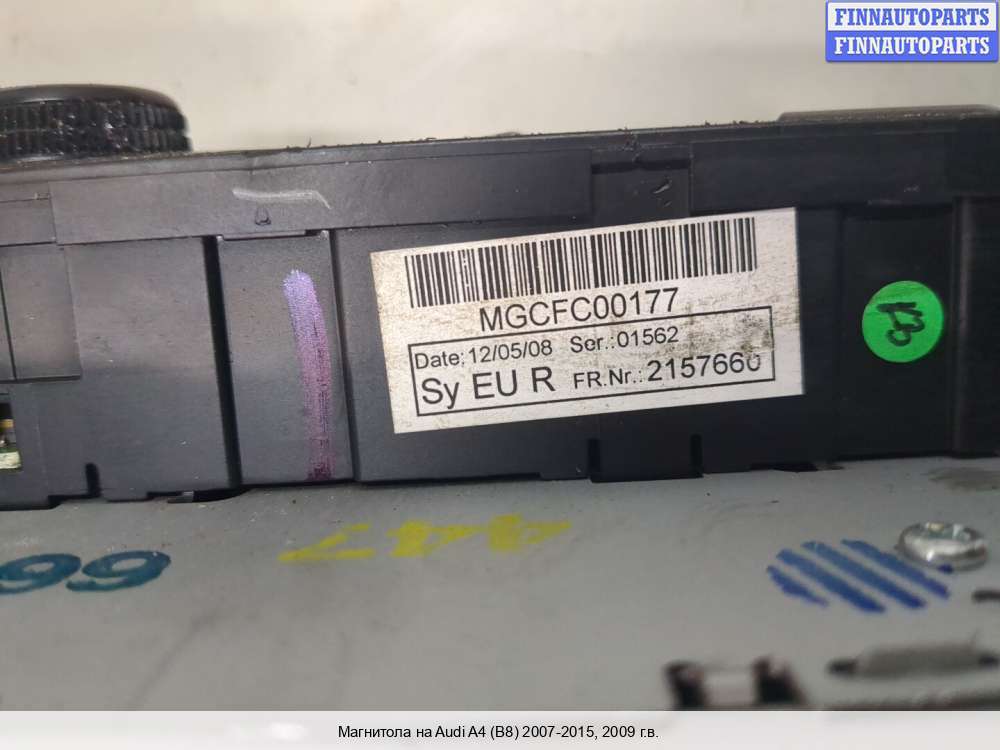 FINNAUTOPARTS
FINNAUTOPARTS
MGCFC00177
Date: 12/05/08 Ser.:01562
Sy EU R FR.Nr.: 2157660
447
66
Магнитола на Audi A4 (B8) 2007-2015, 2009 г.в.